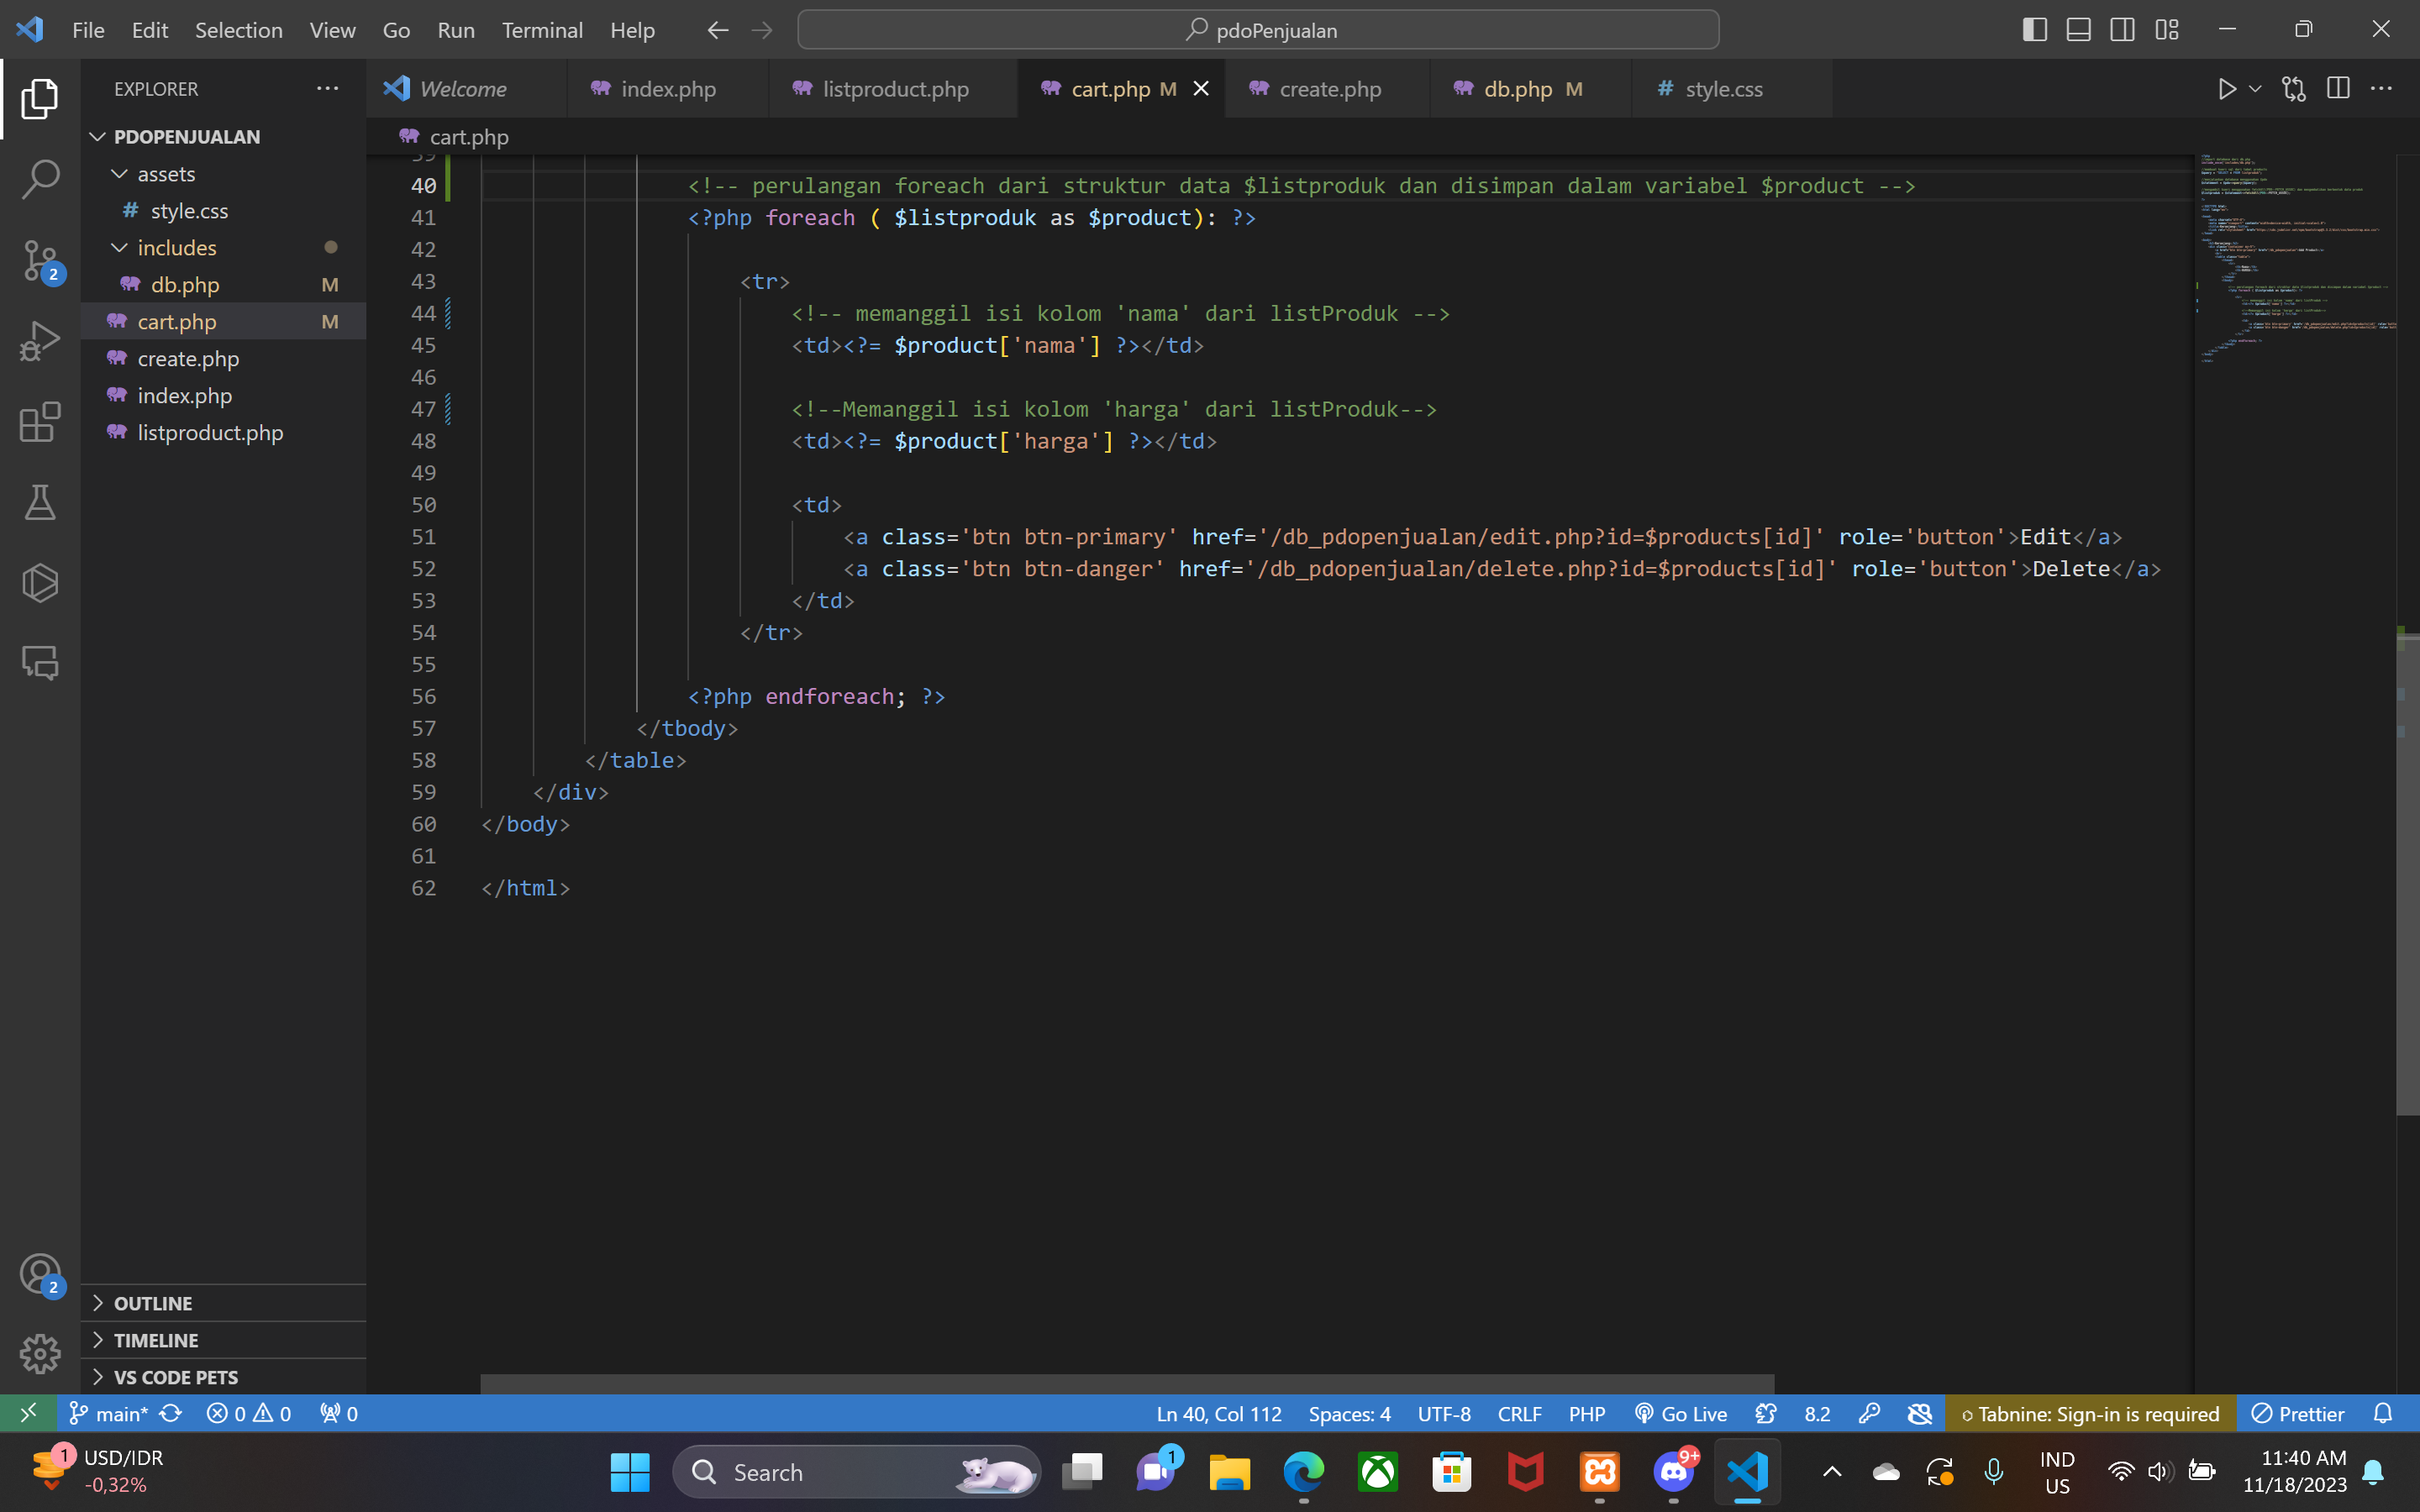 File Edit Selection View Go Run Terminal Help
pdoPenjualan
EXPLORER
Welcome index.php listproduct.php cart.php M create.php db.php M # style.css
PDOPENJUALAN
assets
# style.css
includes
db.php M
cart.php M
create.php
index.php
listproduct.php
cart.php
39
40 <!-- perulangan foreach dari struktur data $listproduk dan disimpan dalam variabel $product -->
41 <?php foreach ( $listproduk as $product): ?>
42
43 <tr>
44 <!-- memanggil isi kolom 'nama' dari listProduk -->
45 <td><?= $product['nama'] ?></td>
46
47 <!--Memanggil isi kolom 'harga' dari listProduk-->
48 <td><?= $product['harga'] ?></td>
49
50 <td>
51 <a class='btn btn-primary' href='/db_pdopenjualan/edit.php?id=$products[id]' role='button'>Edit</a>
52 <a class='btn btn-danger' href='/db_pdopenjualan/delete.php?id=$products[id]' role='button'>Delete</a>
53 </td>
54 </tr>
55
56 <?php endforeach; ?>
57 </tbody>
58 </table>
59 </div>
60 </body>
61
62 </html>
2
2
OUTLINE
TIMELINE
VS CODE PETS
main* 0 0 0 Ln 40, Col 112 Spaces: 4 UTF-8 CRLF PHP Go Live 8.2 Tabnine: Sign-in is required Prettier
1 USD/IDR
-0,32%
Search
1
9+
IND
US
11:40 AM
11/18/2023